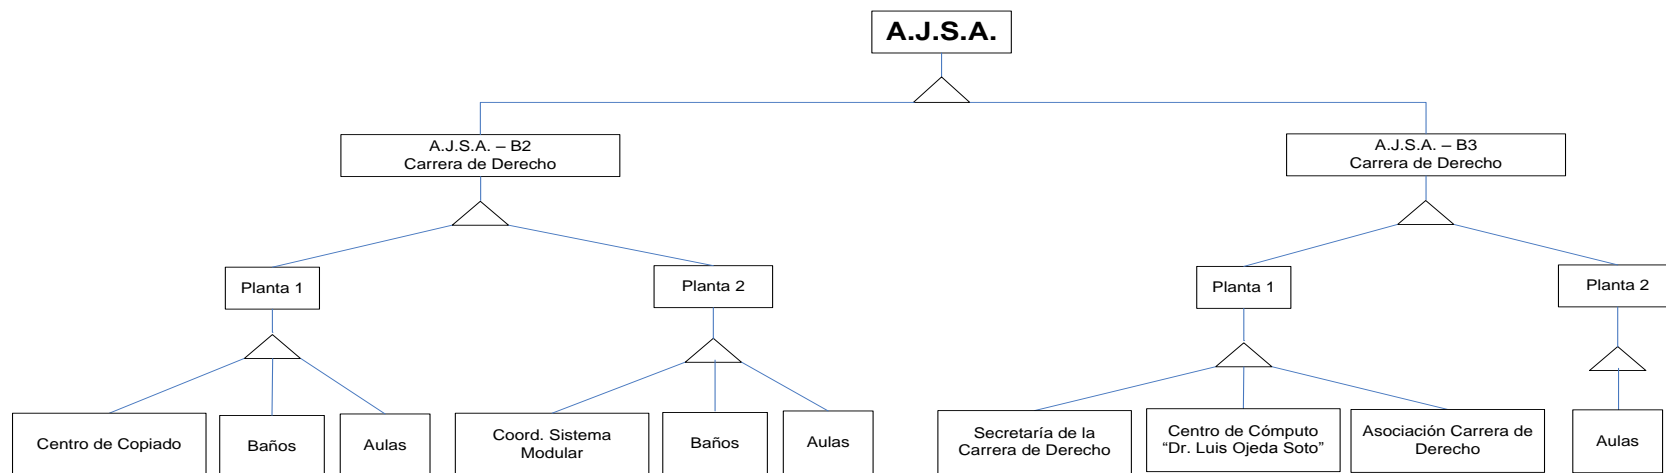 A.J.S.A.
A.J.S.A. – B2
Carrera de Derecho
A.J.S.A. – B3
Carrera de Derecho
Planta 1
Planta 2
Planta 1
Planta 2
Centro de Copiado
Baños
Aulas
Coord. Sistema
Modular
Baños
Aulas
Secretaría de la
Carrera de Derecho
Centro de Cómputo
“Dr. Luis Ojeda Soto”
Asociación Carrera de
Derecho
Aulas